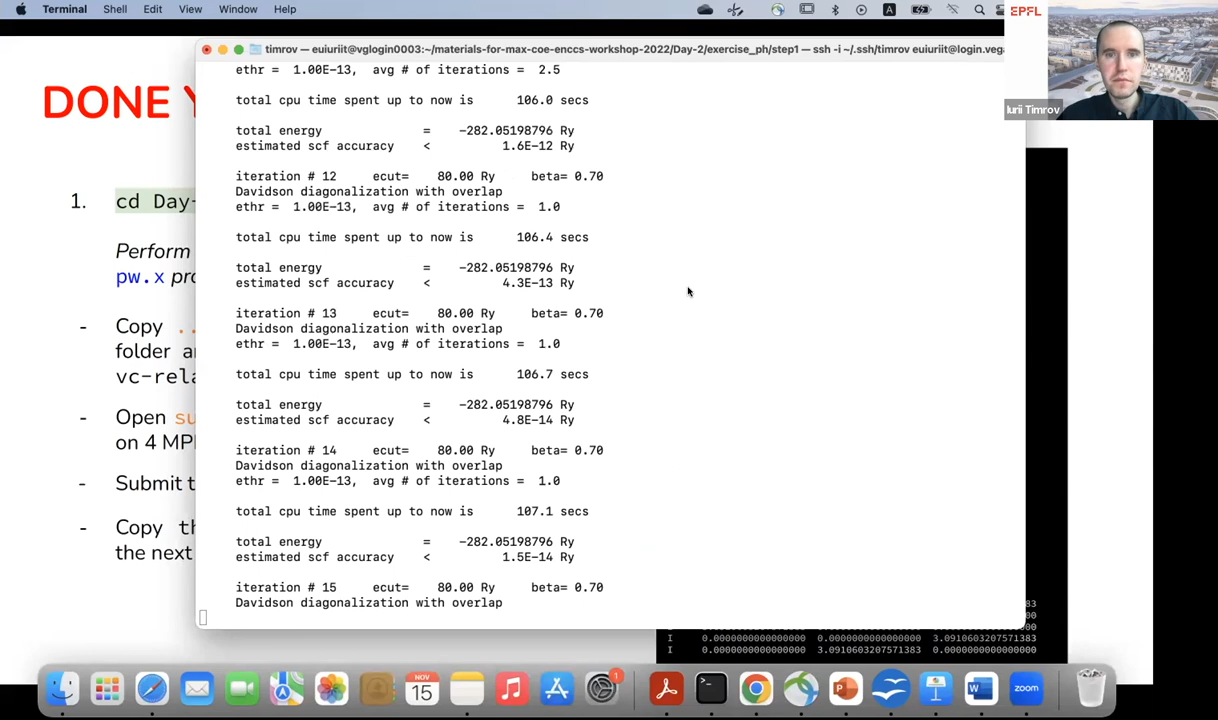 Terminal Shell Edit View Window Help
EPFL
timrov — euiuriit@vglogin0003:~/materials-for-max-coe-enccs-workshop-2022/Day-2/exercise_ph/step1 — ssh -i ~/.ssh/timrov euiuriit@login.vega
Iurii Timrov
DONE Y
1. cd Day-
Perform
pw.x pro
- Copy ..
folder a
vc-rela
- Open su
on 4 MPI
- Submit t
- Copy th
the next
ethr = 1.00E-13, avg # of iterations = 2.5
total cpu time spent up to now is 106.0 secs
total energy = -282.05198796 Ry
estimated scf accuracy < 1.6E-12 Ry
iteration # 12 ecut= 80.00 Ry beta= 0.70
Davidson diagonalization with overlap
ethr = 1.00E-13, avg # of iterations = 1.0
total cpu time spent up to now is 106.4 secs
total energy = -282.05198796 Ry
estimated scf accuracy < 4.3E-13 Ry
iteration # 13 ecut= 80.00 Ry beta= 0.70
Davidson diagonalization with overlap
ethr = 1.00E-13, avg # of iterations = 1.0
total cpu time spent up to now is 106.7 secs
total energy = -282.05198796 Ry
estimated scf accuracy < 4.8E-14 Ry
iteration # 14 ecut= 80.00 Ry beta= 0.70
Davidson diagonalization with overlap
ethr = 1.00E-13, avg # of iterations = 1.0
total cpu time spent up to now is 107.1 secs
total energy = -282.05198796 Ry
estimated scf accuracy < 1.5E-14 Ry
iteration # 15 ecut= 80.00 Ry beta= 0.70
Davidson diagonalization with overlap
83
00
00
I 0.0000000000000000 0.0000000000000000 3.0910603207571383
I 0.0000000000000000 3.0910603207571383 0.0000000000000000
NOV
15
1
zoom